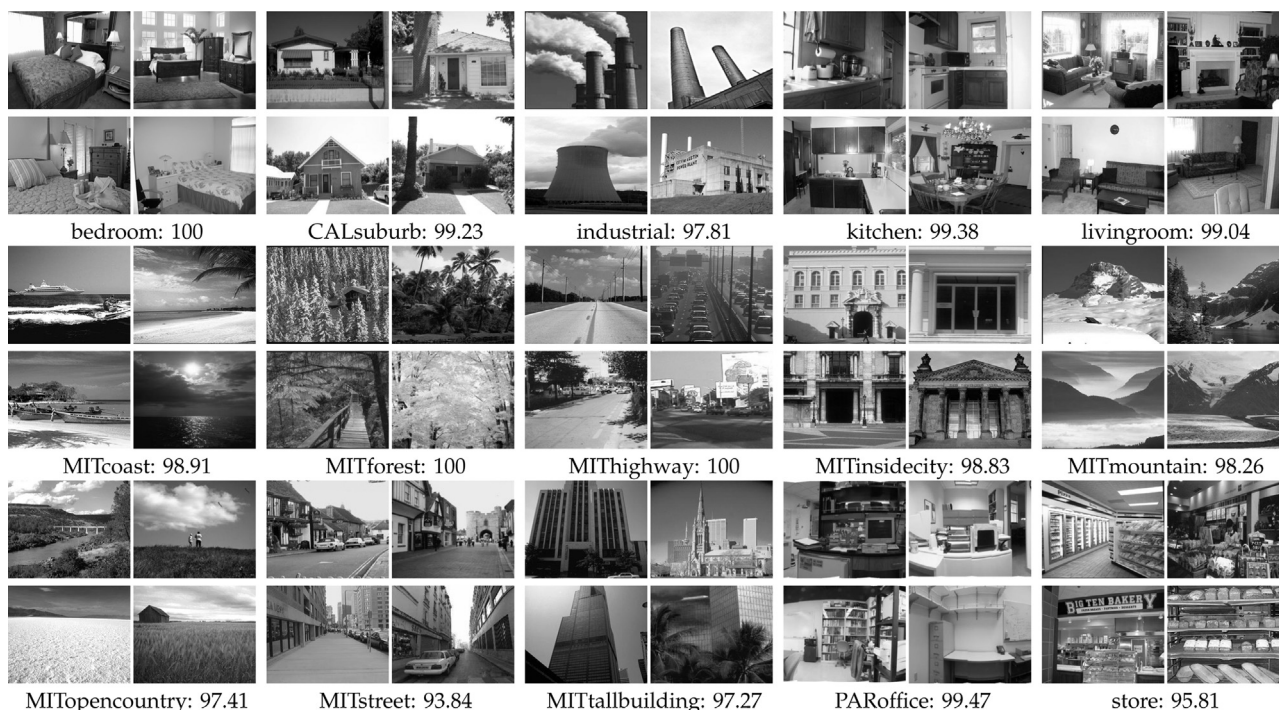 bedroom: 100
CALsuburb: 99.23
industrial: 97.81
kitchen: 99.38
livingroom: 99.04
MITcoast: 98.91
MITforest: 100
MIThighway: 100
MITinsidecity: 98.83
MITmountain: 98.26
BIG TEN BAKERY
MITopencountry: 97.41
MITstreet: 93.84
MITtallbuilding: 97.27
PARoffice: 99.47
store: 95.81